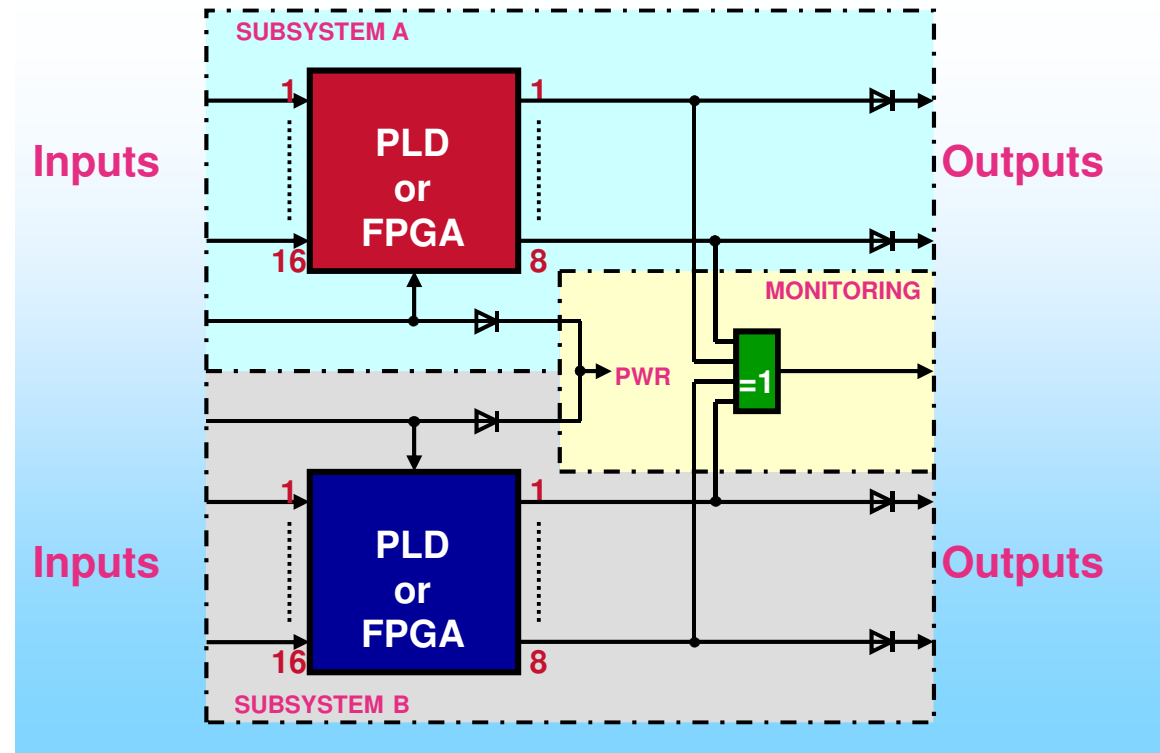 SUBSYSTEM A
1
1
PLD
or
FPGA
Inputs
Outputs
16
8
MONITORING
PWR
=1
1
1
PLD
or
FPGA
Inputs
Outputs
16
8
SUBSYSTEM B